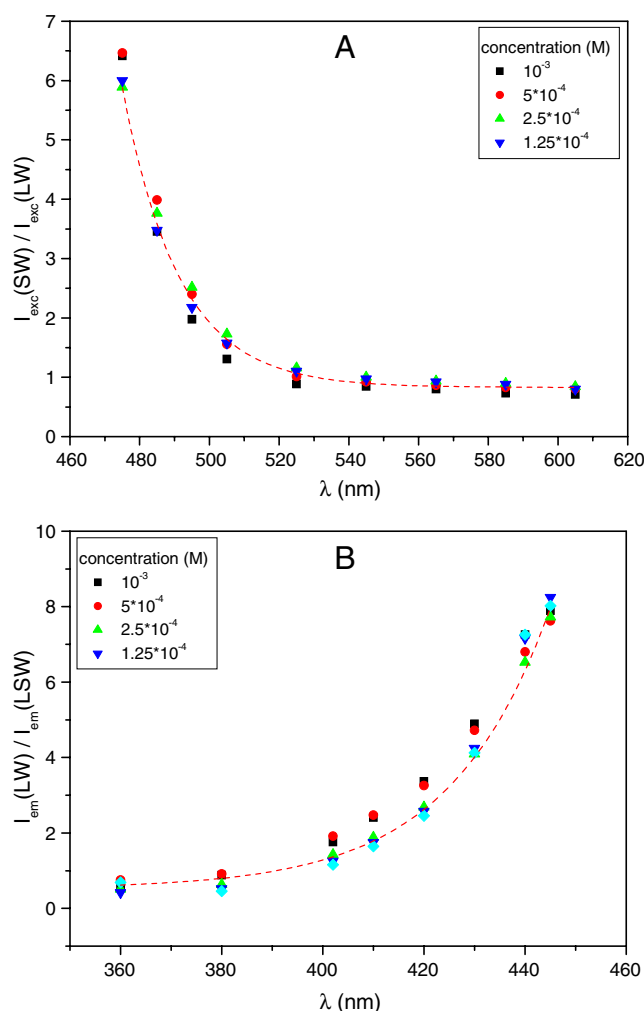 A
concentration (M)
10⁻³
5*10⁻⁴
2.5*10⁻⁴
1.25*10⁻⁴
I_exc(SW) / I_exc(LW)
7
6
5
4
3
2
1
0
460 480 500 520 540 560 580 600 620
λ (nm)
B
concentration (M)
10⁻³
5*10⁻⁴
2.5*10⁻⁴
1.25*10⁻⁴
I_em(LW) / I_em(LSW)
10
8
6
4
2
0
360 380 400 420 440 460
λ (nm)